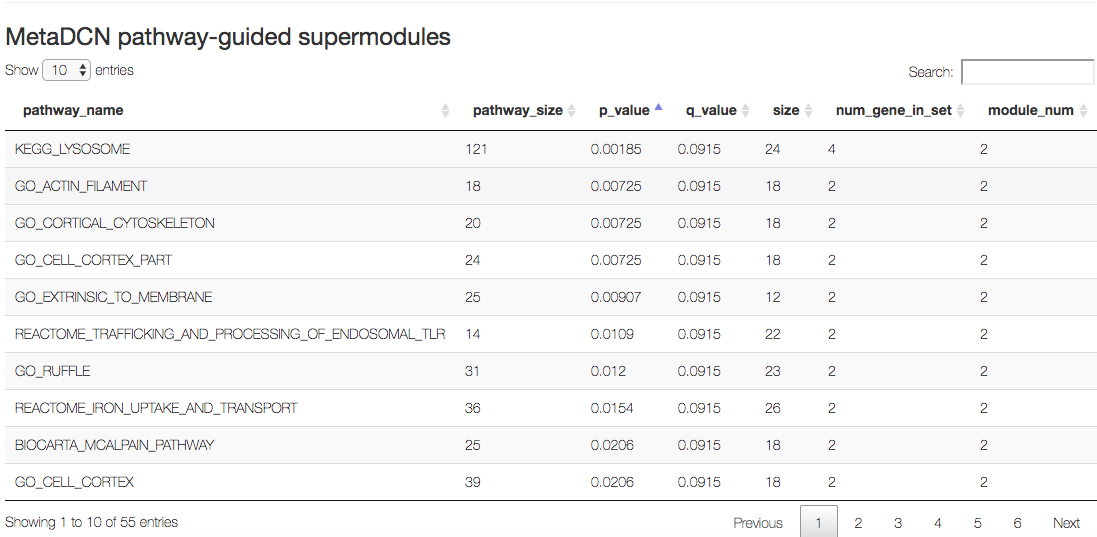 MetaDCN pathway-guided supermodules
Show 10 entries
Search:
pathway_name pathway_size p_value q_value size num_gene_in_set module_num
KEGG_LYSOSOME 121 0.00185 0.0915 24 4 2
GO_ACTIN_FILAMENT 18 0.00725 0.0915 18 2 2
GO_CORTICAL_CYTOSKELETON 20 0.00725 0.0915 18 2 2
GO_CELL_CORTEX_PART 24 0.00725 0.0915 18 2 2
GO_EXTRINSIC_TO_MEMBRANE 25 0.00907 0.0915 12 2 2
REACTOME_TRAFFICKING_AND_PROCESSING_OF_ENDOSOMAL_TLR 14 0.0109 0.0915 22 2 2
GO_RUFFLE 31 0.012 0.0915 23 2 2
REACTOME_IRON_UPTAKE_AND_TRANSPORT 36 0.0154 0.0915 26 2 2
BIOCARTA_MCALPAIN_PATHWAY 25 0.0206 0.0915 18 2 2
GO_CELL_CORTEX 39 0.0206 0.0915 18 2 2
Showing 1 to 10 of 55 entries
Previous 1 2 3 4 5 6 Next